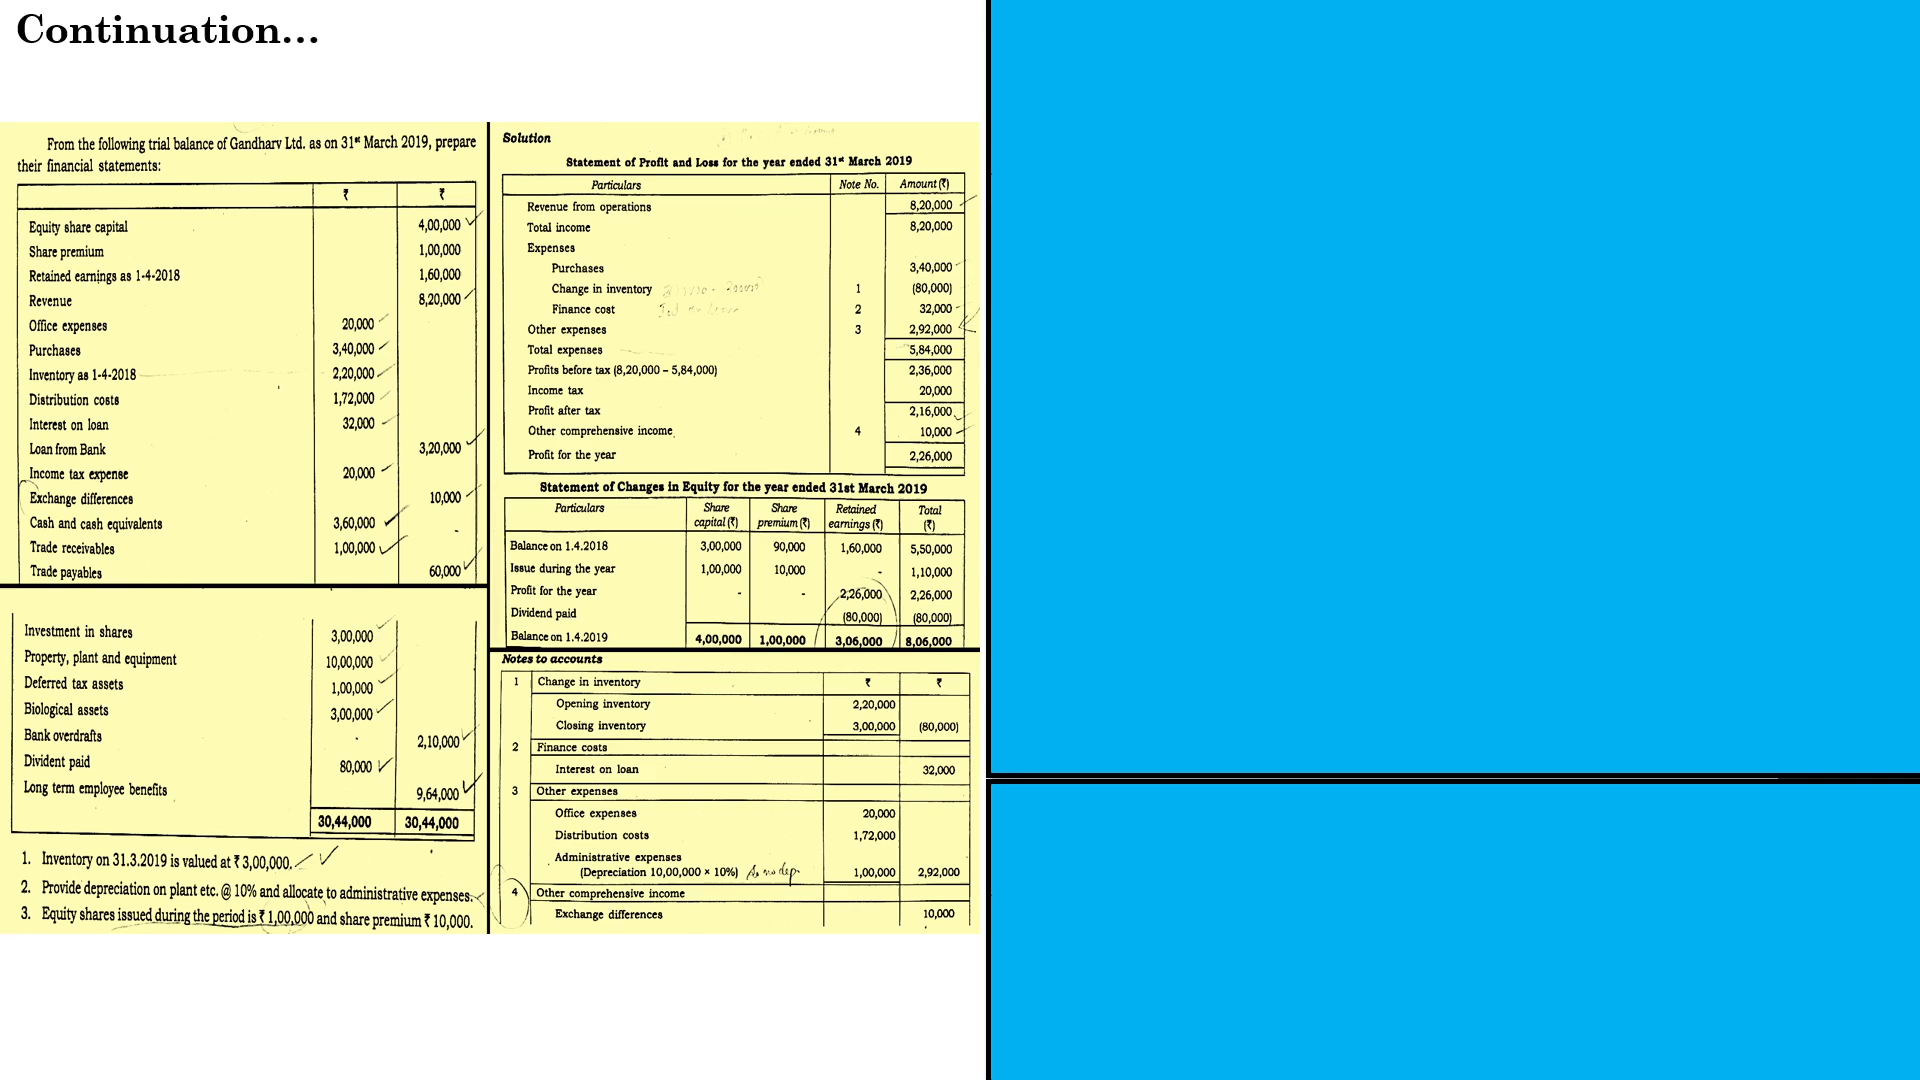 Continuation...
From the following trial balance of Gandharv Ltd. as on 31st March 2019, prepare
their financial statements:
₹ ₹
Equity share capital 4,00,000
Share premium 1,00,000
Retained earnings as 1-4-2018 1,60,000
Revenue 8,20,000
Office expenses 20,000
Purchases 3,40,000
Inventory as 1-4-2018 2,20,000
Distribution costs 1,72,000
Interest on loan 32,000
Loan from Bank 3,20,000
Income tax expense 20,000
Exchange differences 10,000
Cash and cash equivalents 3,60,000 -
Trade receivables 1,00,000
Trade payables 60,000
Investment in shares 3,00,000
Property, plant and equipment 10,00,000
Deferred tax assets 1,00,000
Biological assets 3,00,000
Bank overdrafts 2,10,000
Divident paid 80,000
Long term employee benefits 9,64,000
30,44,000 30,44,000
1. Inventory on 31.3.2019 is valued at ₹ 3,00,000.
2. Provide depreciation on plant etc. @ 10% and allocate to administrative expenses.
3. Equity shares issued during the period is ₹ 1,00,000 and share premium ₹ 10,000.
Solution
Statement of Profit and Loss for the year ended 31st March 2019
Particulars Note No. Amount (₹)
Revenue from operations 8,20,000
Total income 8,20,000
Expenses
Purchases 3,40,000
Change in inventory 1 (80,000)
Finance cost 2 32,000
Other expenses 3 2,92,000
Total expenses 5,84,000
Profits before tax (8,20,000 – 5,84,000) 2,36,000
Income tax 20,000
Profit after tax 2,16,000
Other comprehensive income 4 10,000
Profit for the year 2,26,000
Statement of Changes in Equity for the year ended 31st March 2019
Particulars Share Share Retained Total
capital (₹) premium (₹) earnings (₹) (₹)
Balance on 1.4.2018 3,00,000 90,000 1,60,000 5,50,000
Issue during the year 1,00,000 10,000 - 1,10,000
Profit for the year - - 2,26,000 2,26,000
Dividend paid (80,000) (80,000)
Balance on 1.4.2019 4,00,000 1,00,000 3,06,000 8,06,000
Notes to accounts
1 Change in inventory ₹ ₹
Opening inventory 2,20,000
Closing inventory 3,00,000 (80,000)
2 Finance costs
Interest on loan 32,000
3 Other expenses
Office expenses 20,000
Distribution costs 1,72,000
Administrative expenses
(Depreciation 10,00,000 × 10%) 1,00,000 2,92,000
4 Other comprehensive income
Exchange differences 10,000